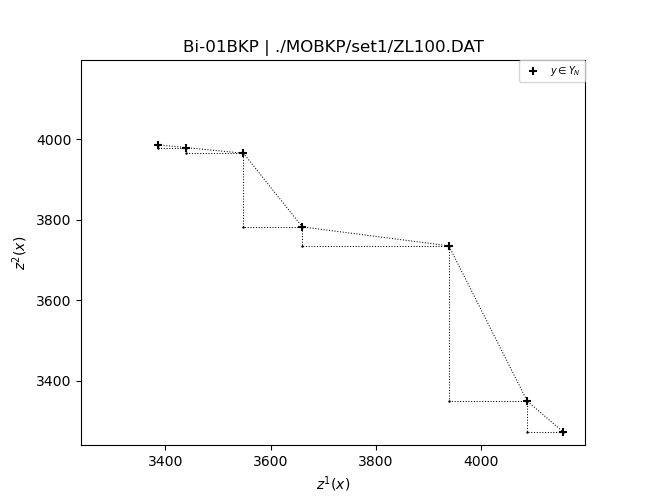 Bi-01BKP | ./MOBKP/set1/ZL100.DAT
y ∈ Y_N
4000
3800
3600
3400
z²(x)
3400 3600 3800 4000
z¹(x)